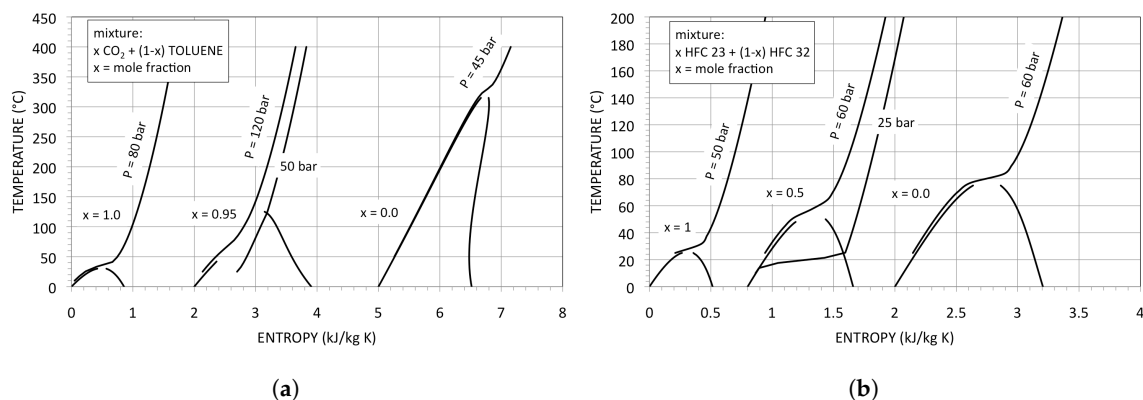 450
400
350
300
250
200
150
100
50
0
TEMPERATURE (°C)
mixture:
x CO₂ + (1-x) TOLUENE
x = mole fraction
P = 80 bar
P = 120 bar
50 bar
P = 45 bar
x = 1.0
x = 0.95
x = 0.0
0 1 2 3 4 5 6 7 8
ENTROPY (kJ/kg K)
(a)
200
180
160
140
120
100
80
60
40
20
0
TEMPERATURE (°C)
mixture:
x HFC 23 + (1-x) HFC 32
x = mole fraction
P = 50 bar
P = 60 bar
25 bar
P = 60 bar
x = 1
x = 0.5
x = 0.0
0 0.5 1 1.5 2 2.5 3 3.5 4
ENTROPY (kJ/kg K)
(b)